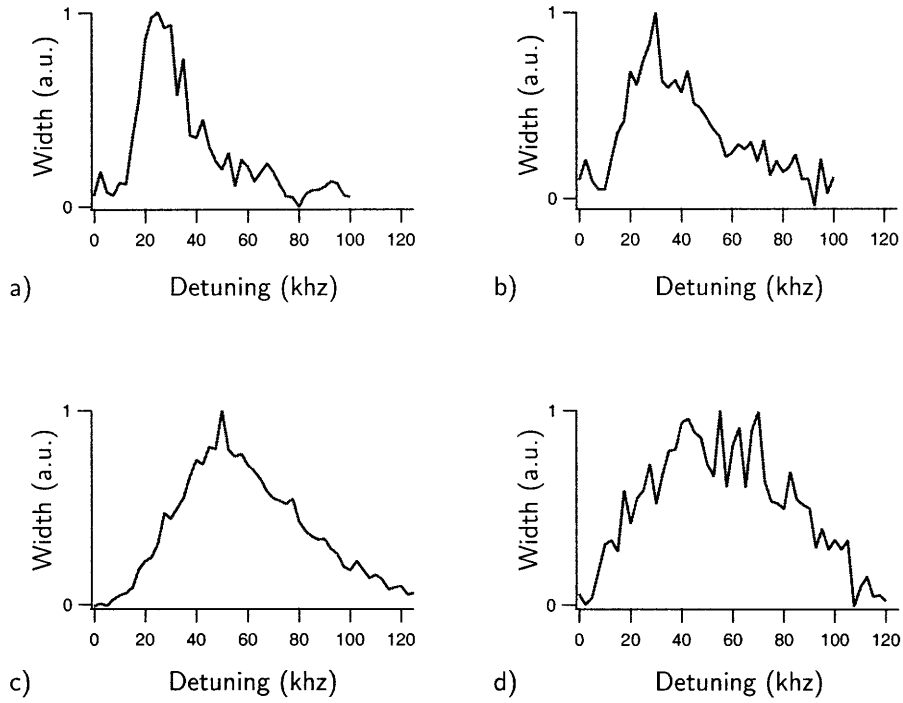 1
Width (a.u.)
0
0 20 40 60 80 100 120
a) Detuning (khz)
1
Width (a.u.)
0
0 20 40 60 80 100 120
b) Detuning (khz)
1
Width (a.u.)
0
0 20 40 60 80 100 120
c) Detuning (khz)
1
Width (a.u.)
0
0 20 40 60 80 100 120
d) Detuning (khz)